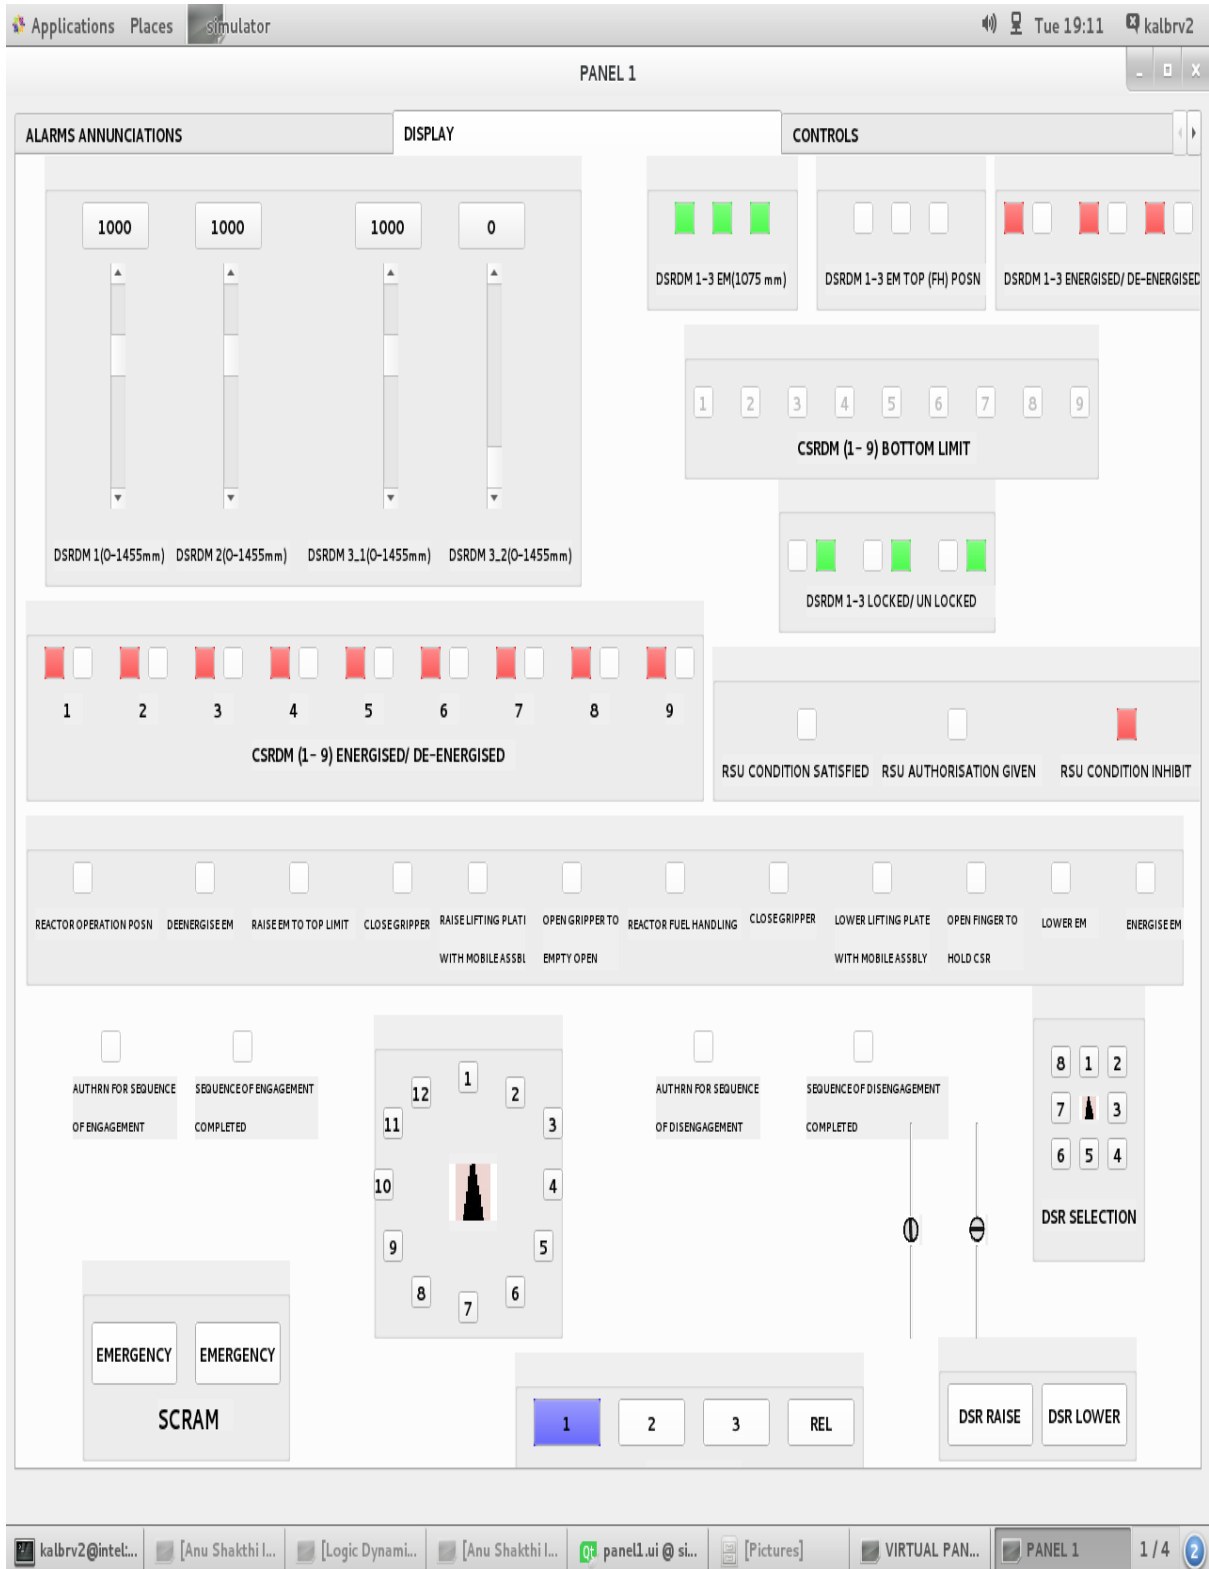 Applications Places simulator Tue 19:11 kalbrv2
PANEL 1
ALARMS ANNUNCIATIONS DISPLAY CONTROLS
1000 1000 1000 0
DSRDM 1-3 EM(1075 mm) DSRDM 1-3 EM TOP (FH) POSN DSRDM 1-3 ENERGISED/ DE-ENERGISED
1 2 3 4 5 6 7 8 9
CSRDM (1- 9) BOTTOM LIMIT
DSRDM 1(0-1455mm) DSRDM 2(0-1455mm) DSRDM 3_1(0-1455mm) DSRDM 3_2(0-1455mm)
DSRDM 1-3 LOCKED/ UN LOCKED
1 2 3 4 5 6 7 8 9
CSRDM (1- 9) ENERGISED/ DE-ENERGISED
RSU CONDITION SATISFIED RSU AUTHORISATION GIVEN RSU CONDITION INHIBIT
REACTOR OPERATION POSN DEENERGISE EM RAISE EM TO TOP LIMIT CLOSE GRIPPER RAISE LIFTING PLATI OPEN GRIPPER TO REACTOR FUEL HANDLING CLOSE GRIPPER LOWER LIFTING PLATE OPEN FINGER TO LOWER EM ENERGISE EM
WITH MOBILE ASSBL EMPTY OPEN WITH MOBILE ASSBLY HOLD CSR
AUTHRN FOR SEQUENCE SEQUENCE OF ENGAGEMENT
OF ENGAGEMENT COMPLETED
1
12 2
11 3
10 4
9 5
8 6
7
AUTHRN FOR SEQUENCE SEQUENCE OF DISENGAGEMENT
OF DISENGAGEMENT COMPLETED
8 1 2
7 3
6 5 4
DSR SELECTION
EMERGENCY EMERGENCY
SCRAM
1 2 3 REL
DSR RAISE DSR LOWER
kalbrv2@intel:... [Anu Shakthi I... [Logic Dynami... [Anu Shakthi I... Qt panel1.ui @ si... [Pictures] VIRTUAL PAN... PANEL 1 1 / 4 2